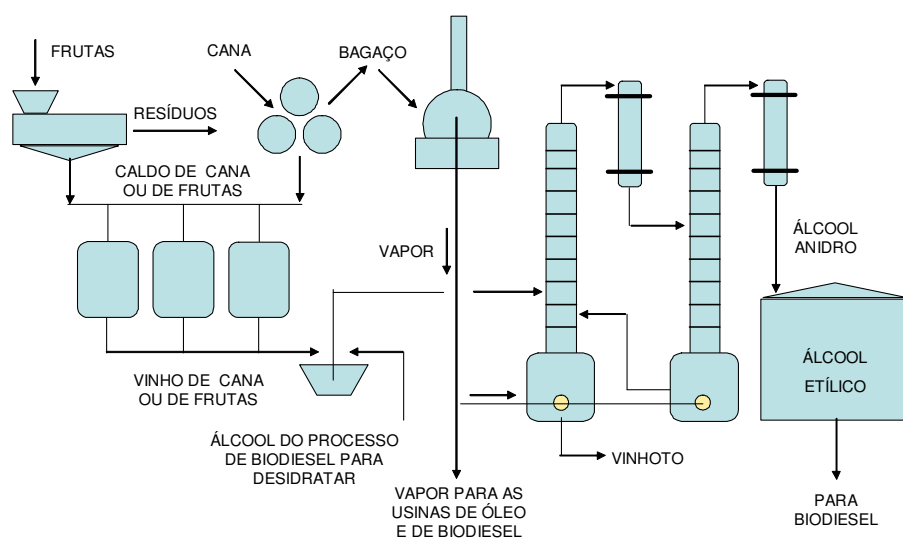 FRUTAS
CANA
BAGAÇO
RESÍDUOS
CALDO DE CANA
OU DE FRUTAS
VAPOR
ÁLCOOL
ANIDRO
ÁLCOOL
ETÍLICO
VINHO DE CANA
OU DE FRUTAS
ÁLCOOL DO PROCESSO
DE BIODIESEL PARA
DESIDRATAR
VINHOTO
VAPOR PARA AS
USINAS DE ÓLEO
E DE BIODIESEL
PARA
BIODIESEL